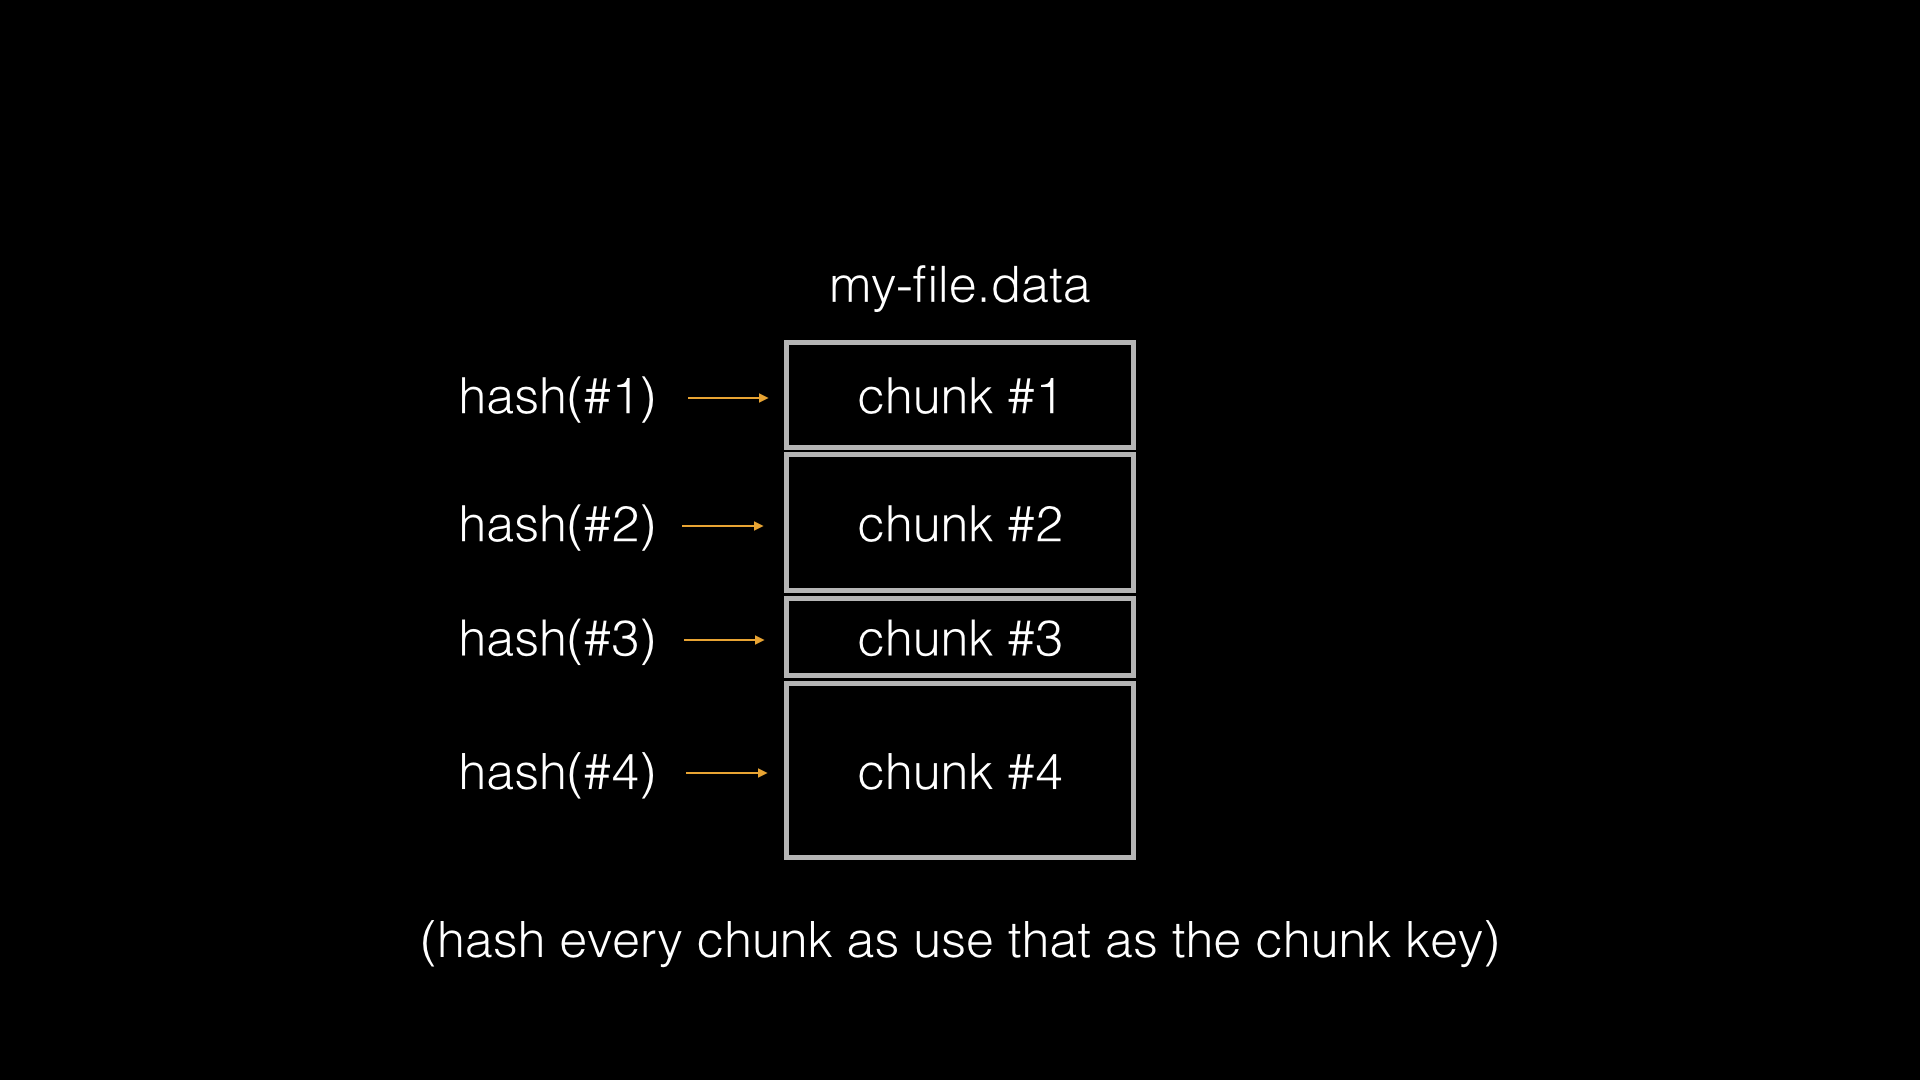 my-file.data
hash(#1) chunk #1
hash(#2) chunk #2
hash(#3) chunk #3
hash(#4) chunk #4
(hash every chunk as use that as the chunk key)